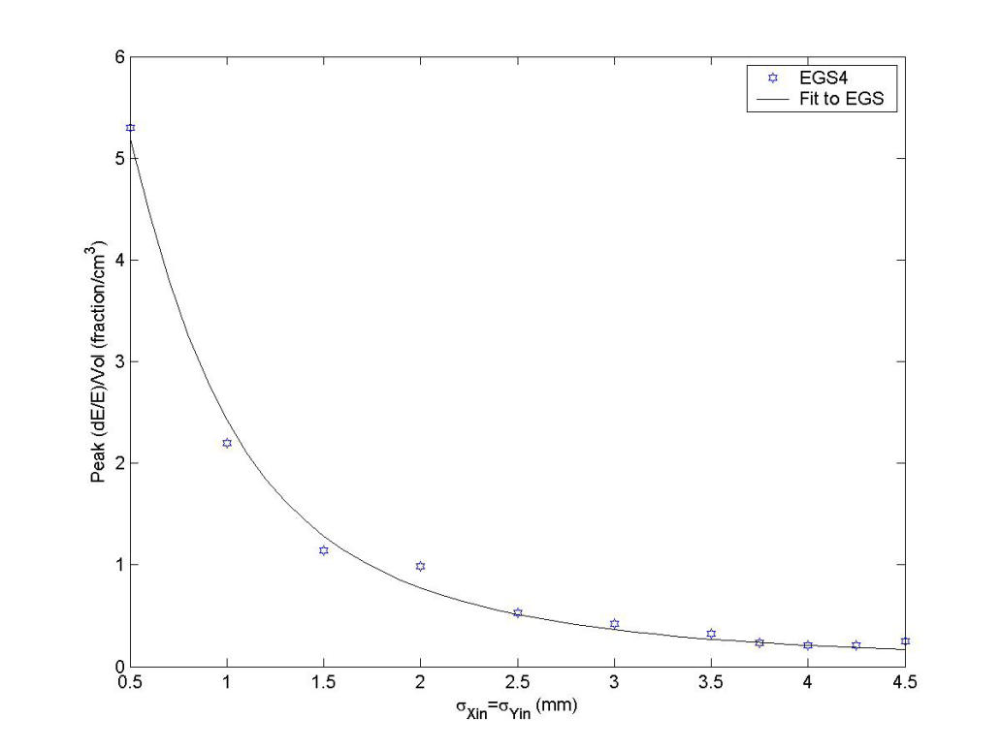 EGS4
Fit to EGS
Peak (dE/E)/Vol (fraction/cm³)
6
5
4
3
2
1
0
0.5 1 1.5 2 2.5 3 3.5 4 4.5
σXin=σYin (mm)